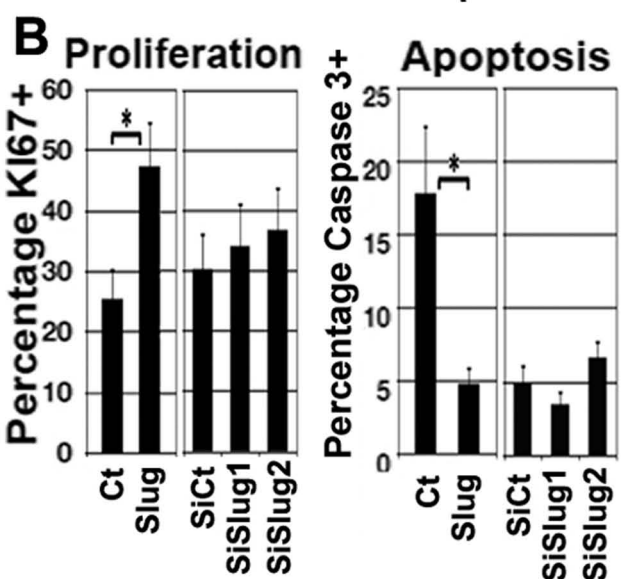 B
Proliferation
Percentage KI67+
60
50
40
30
20
10
0
*
Ct
Slug
SiCt
SiSlug1
SiSlug2
Apoptosis
Percentage Caspase 3+
25
20
15
10
5
0
*
Ct
Slug
SiCt
SiSlug1
SiSlug2